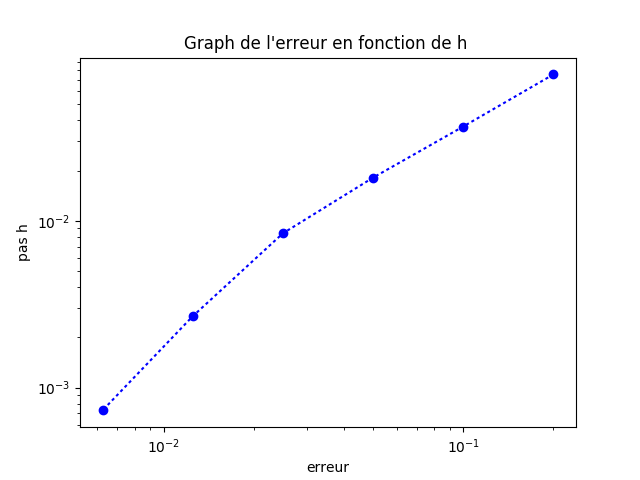 Graph de l'erreur en fonction de h
pas h
10⁻²
10⁻³
10⁻²
10⁻¹
erreur